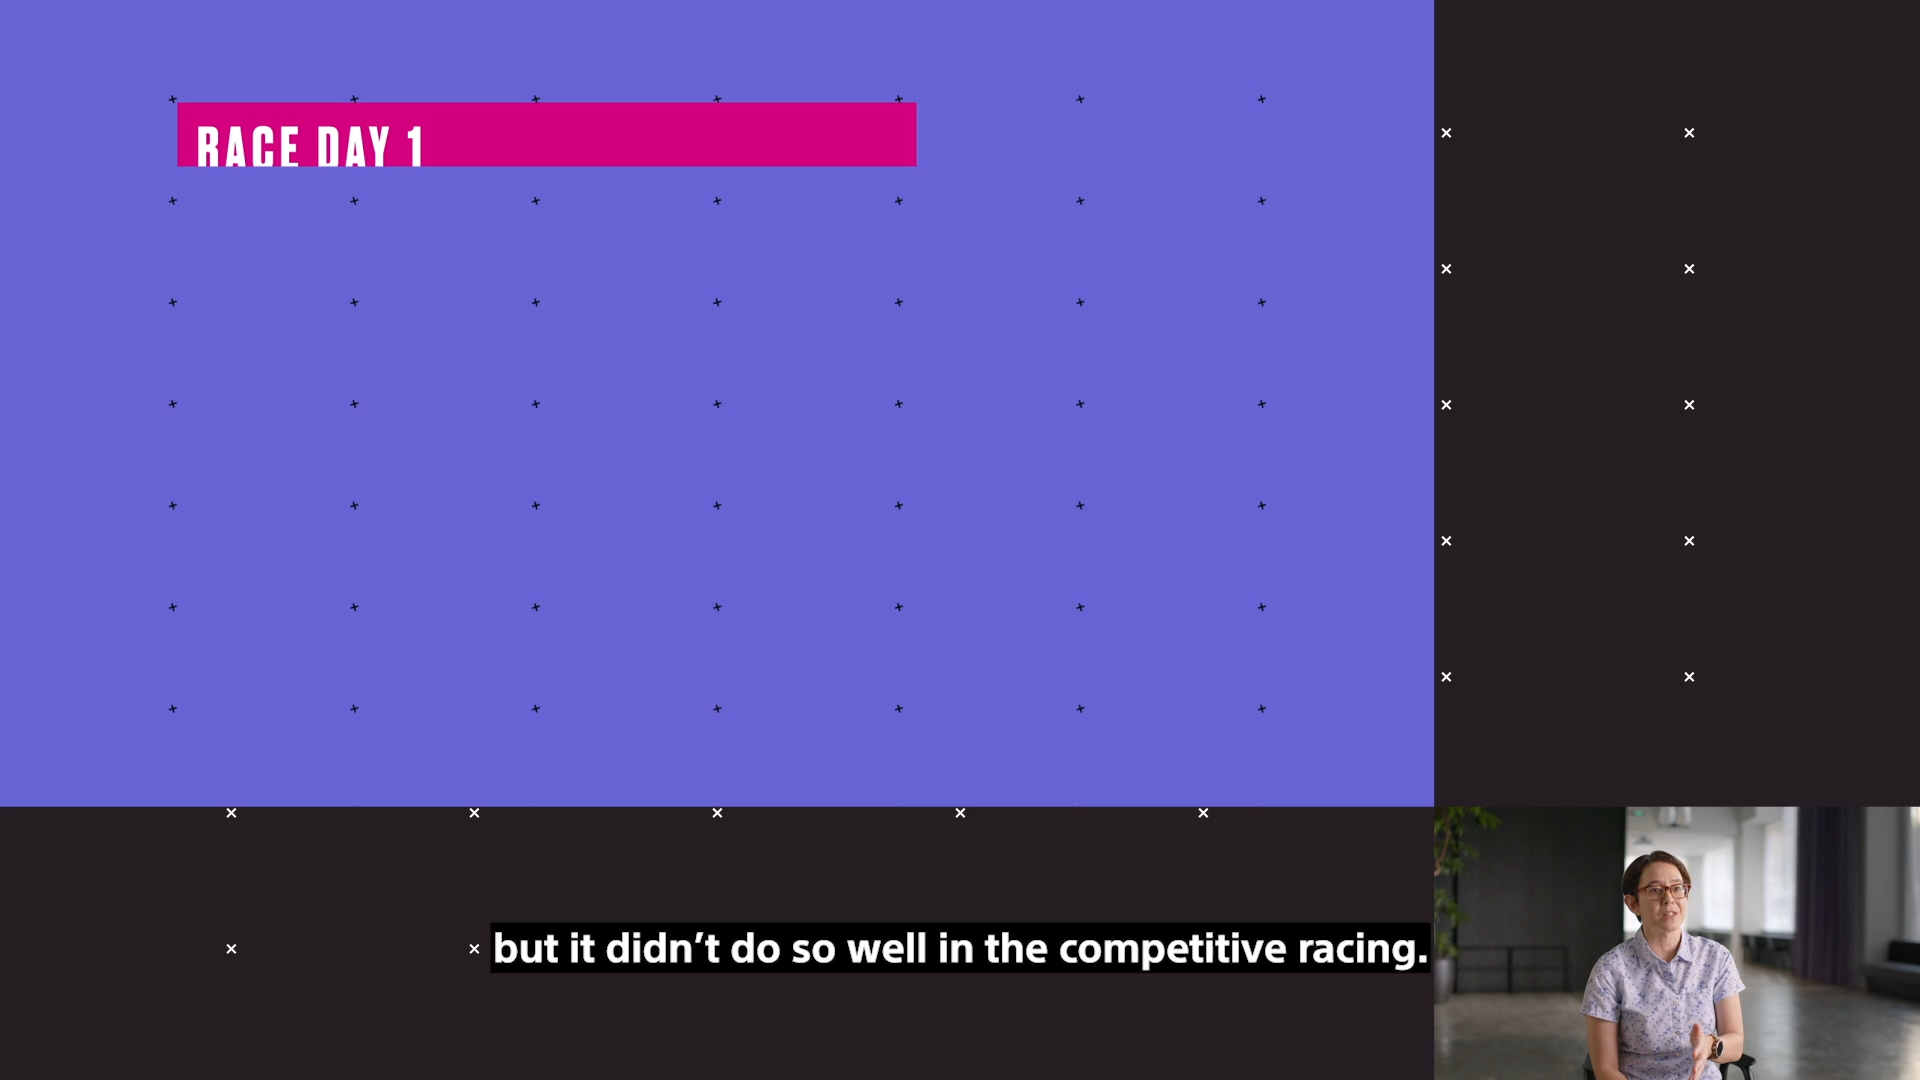 RACE DAY 1
but it didn’t do so well in the competitive racing.